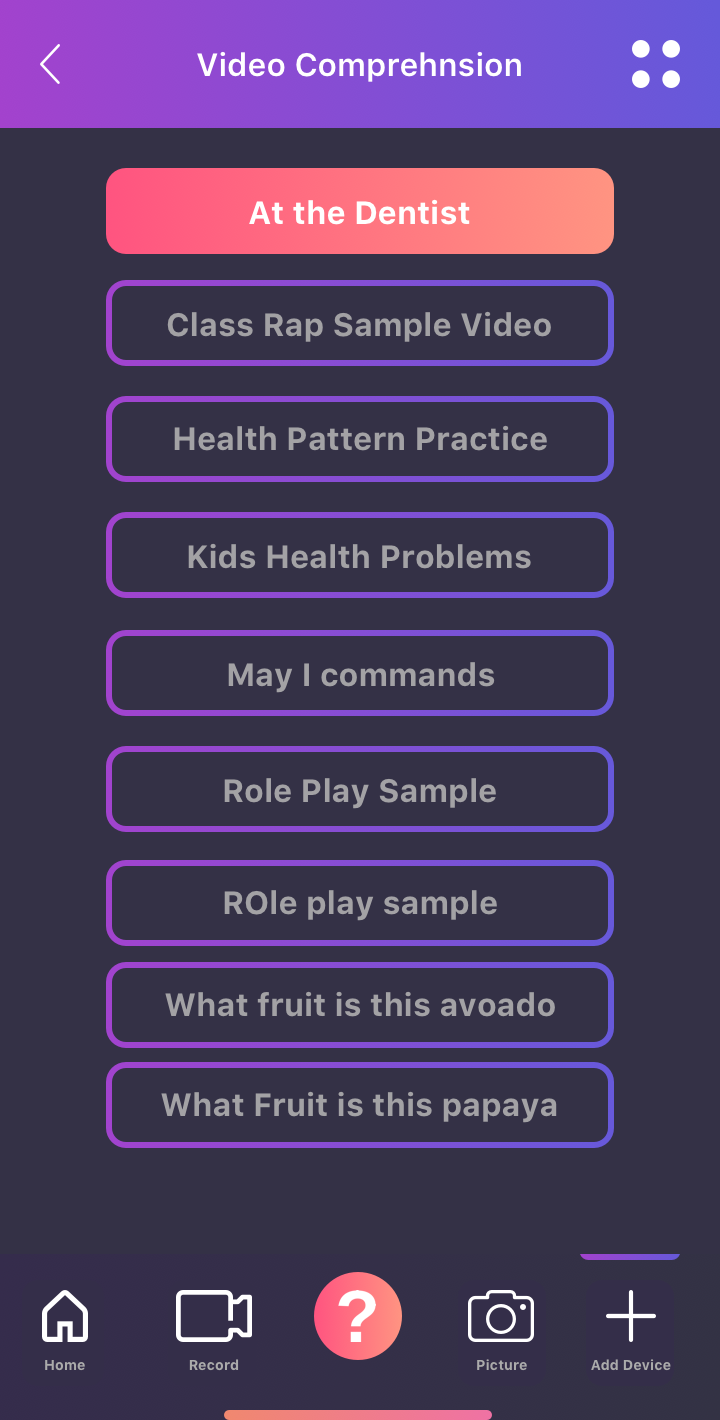 Video Comprehnsion
At the Dentist
Class Rap Sample Video
Health Pattern Practice
Kids Health Problems
May I commands
Role Play Sample
ROle play sample
What fruit is this avoado
What Fruit is this papaya
?
Home
Record
Picture
Add Device